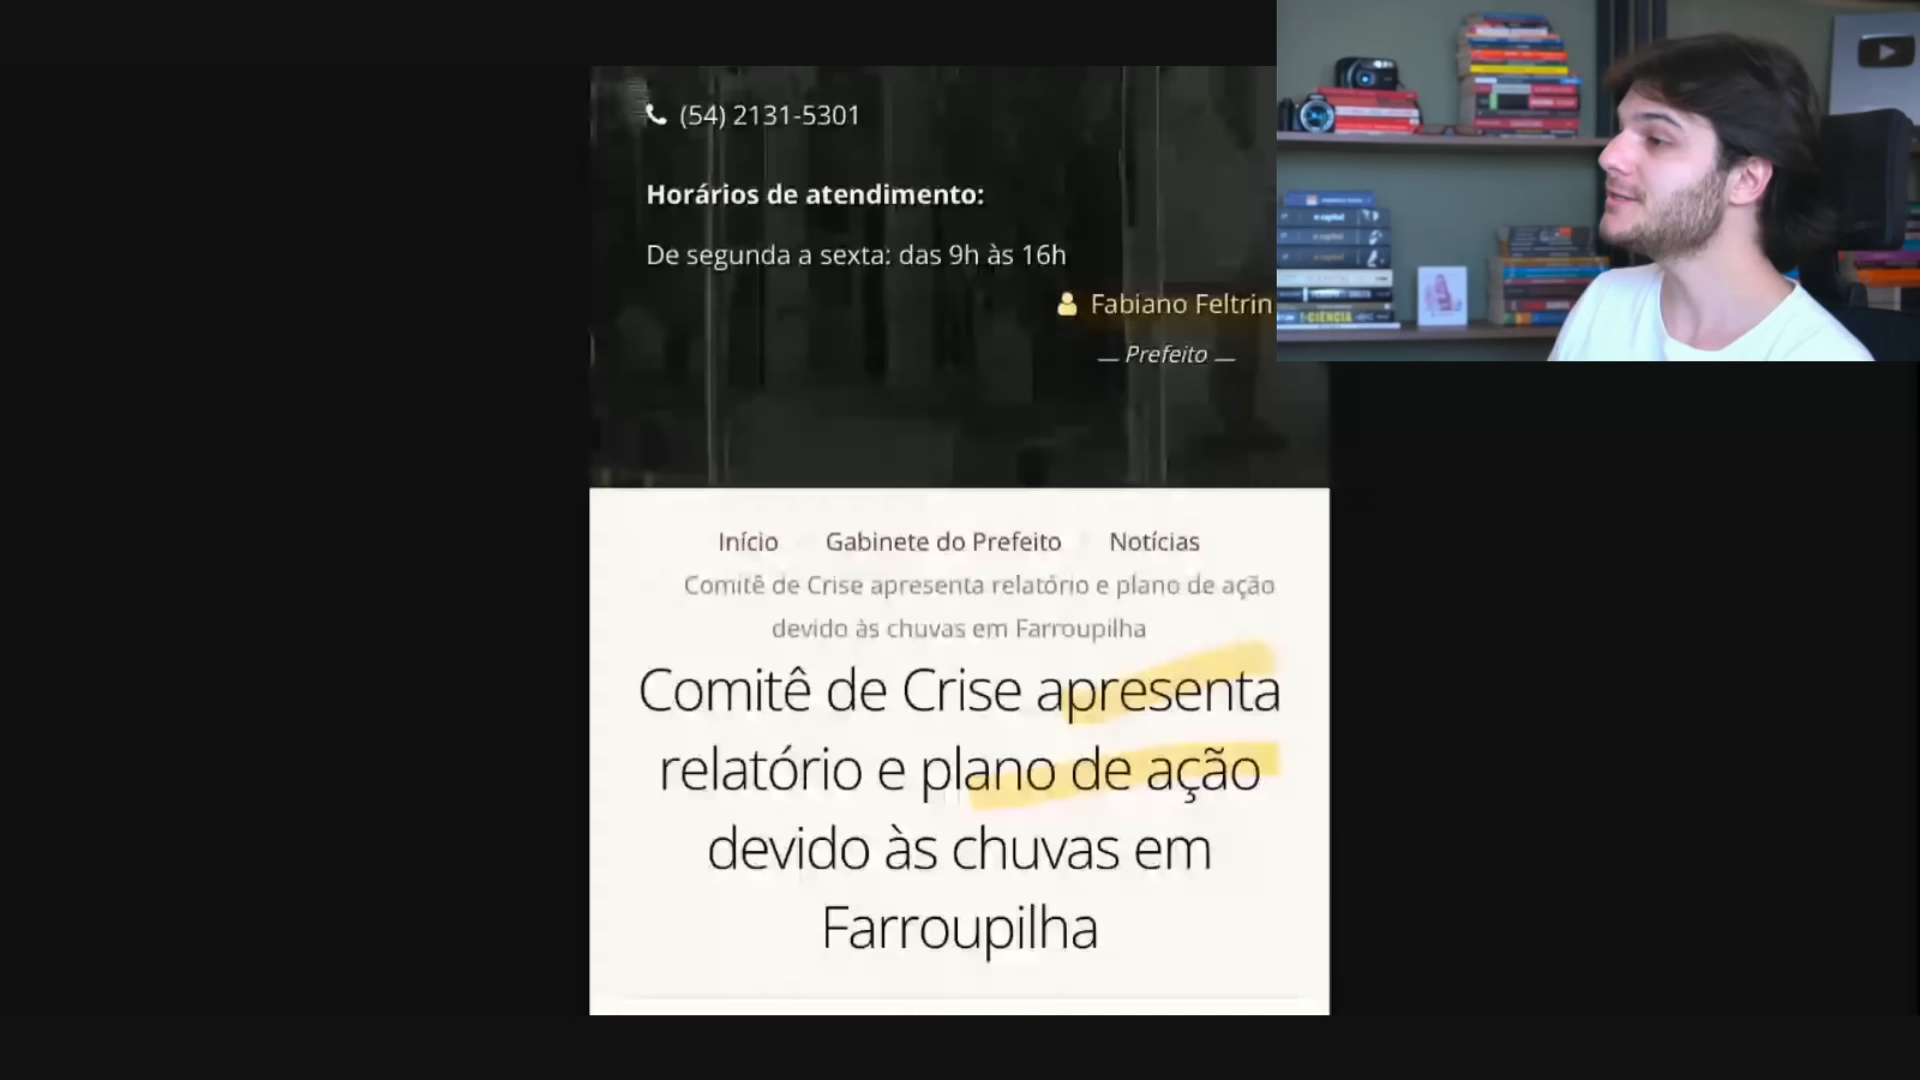 (54) 2131-5301
Horários de atendimento:
De segunda a sexta: das 9h às 16h
Fabiano Feltrin
— Prefeito —
Início Gabinete do Prefeito Notícias
Comitê de Crise apresenta relatório e plano de ação
devido às chuvas em Farroupilha
Comitê de Crise apresenta
relatório e plano de ação
devido às chuvas em
Farroupilha
CIÊNCIA